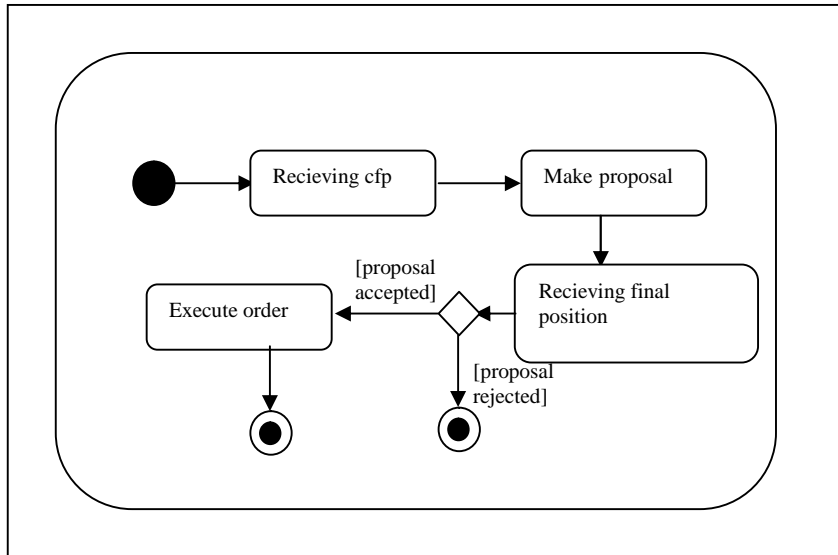 Recieving cfp
Make proposal
[proposal
accepted]
Recieving final
position
Execute order
[proposal
rejected]